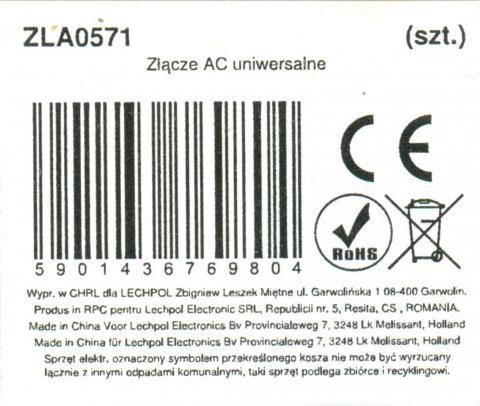 ZLA0571 (szt.)
Złącze AC uniwersalne
CE
RoHS
5901436769804
Wypr. w CHRL dla LECHPOL Zbigniew Leszek Miętne ul. Garwolińska 1 08-400 Garwolin.
Produs in RPC pentru Lechpol Electronic SRL, Republicii nr. 5, Resita, CS , ROMANIA.
Made in China Voor Lechpol Electronics Bv Provincialeweg 7, 3248 Lk Melissant, Holland
Made in China für Lechpol Electronics Bv Provincialeweg 7, 3248 Lk Melissant, Holland
Sprzęt elektr. oznaczony symbolem przekreślonego kosza nie może być wyrzucany
łącznie z innymi odpadami komunalnymi, taki sprzęt podlega zbiórce i recyklingowi.